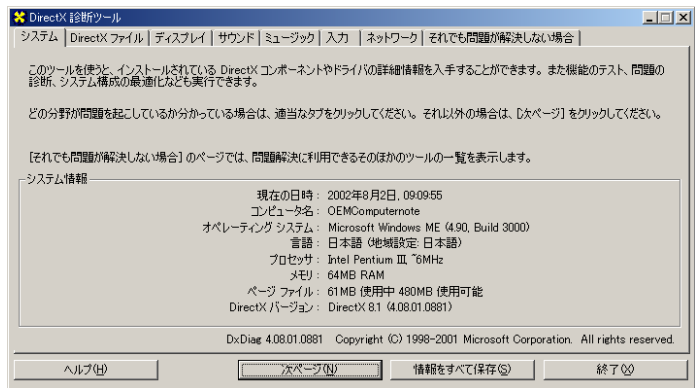 DirectX 診断ツール
システム DirectX ファイル ディスプレイ サウンド ミュージック 入力 ネットワーク それでも問題が解決しない場合
このツールを使うと、インストールされている DirectX コンポーネントやドライバの詳細情報を入手することができます。また機能のテスト、問題の
診断、システム構成の最適化なども実行できます。
どの分野が問題を起こしているか分かっている場合は、適当なタブをクリックしてください。それ以外の場合は、[次ページ] をクリックしてください。
[それでも問題が解決しない場合] のページでは、問題解決に利用できるそのほかのツールの一覧を表示します。
システム情報
現在の日時: 2002年8月2日, 09:09:55
コンピュータ名: OEMComputernote
オペレーティング システム: Microsoft Windows ME (4.90, Build 3000)
言語: 日本語 (地域設定: 日本語)
プロセッサ: Intel Pentium III, ~6MHz
メモリ: 64MB RAM
ページ ファイル: 61MB 使用中 480MB 使用可能
DirectX バージョン: DirectX 8.1 (4.08.01.0881)
DxDiag 4.08.01.0881 Copyright (C) 1998-2001 Microsoft Corporation. All rights reserved.
ヘルプ(H) 次ページ(N) 情報をすべて保存(S) 終了(X)